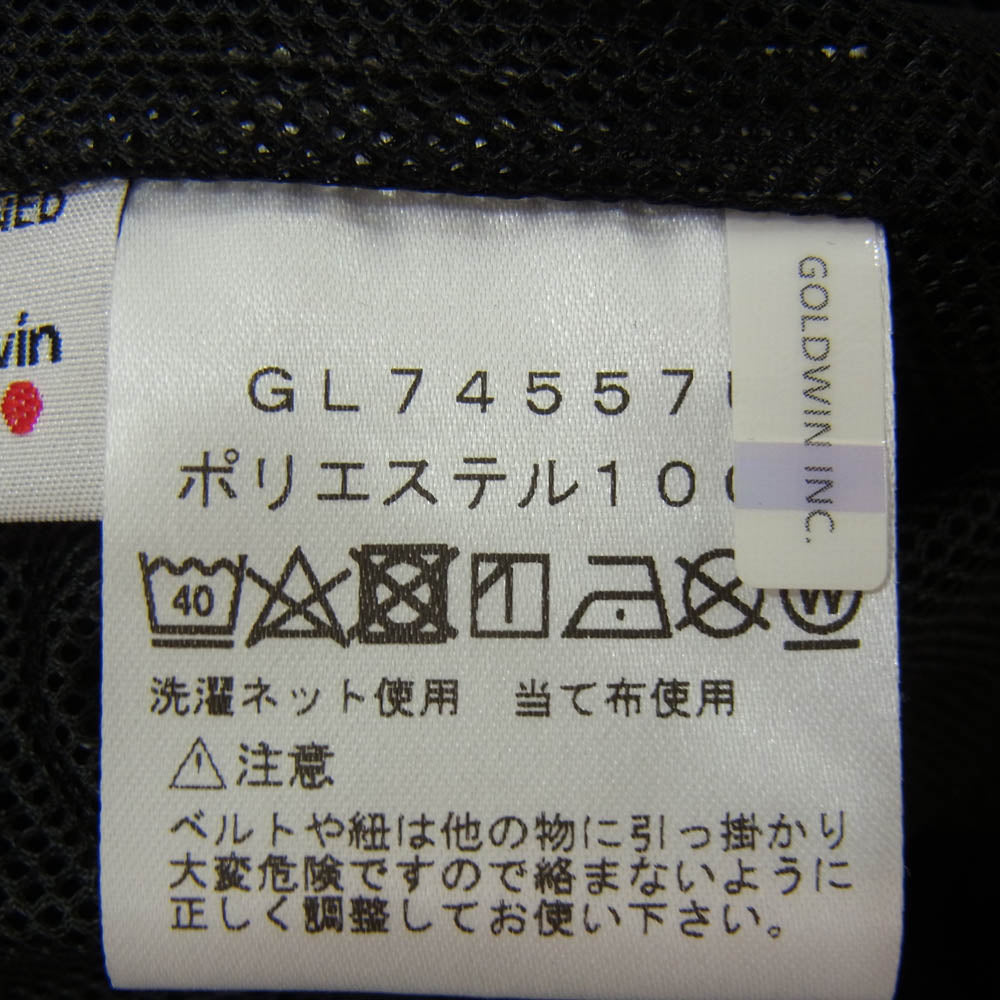 GL74557
ポリエステル100
GOLDWIN INC.
40
W
洗濯ネット使用　当て布使用
注意
ベルトや紐は他の物に引っ掛かり
大変危険ですので絡まないように
正しく調整してお使い下さい。